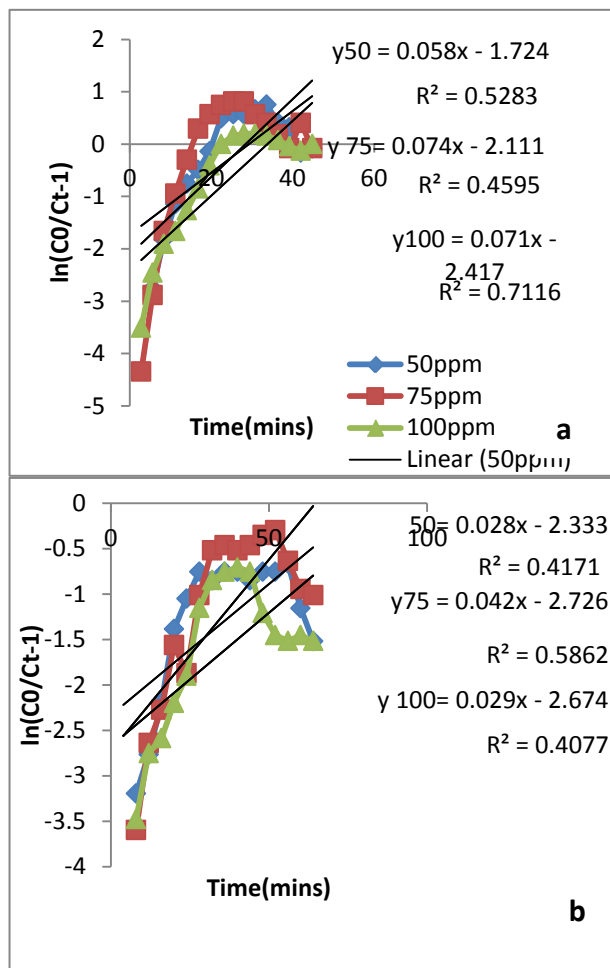 2
1
0
-1
-2
-3
-4
-5
0
20
40
60
ln(C0/Ct-1)
Time(mins)
y50 = 0.058x - 1.724
R² = 0.5283
y 75= 0.074x - 2.111
R² = 0.4595
y100 = 0.071x -
2.417
R² = 0.7116
50ppm
75ppm
100ppm
Linear (50ppm)
a
0
-0.5
-1
-1.5
-2
-2.5
-3
-3.5
-4
0
50
100
ln(C0/Ct-1)
Time(mins)
50= 0.028x - 2.333
R² = 0.4171
y75 = 0.042x - 2.726
R² = 0.5862
y 100= 0.029x - 2.674
R² = 0.4077
b